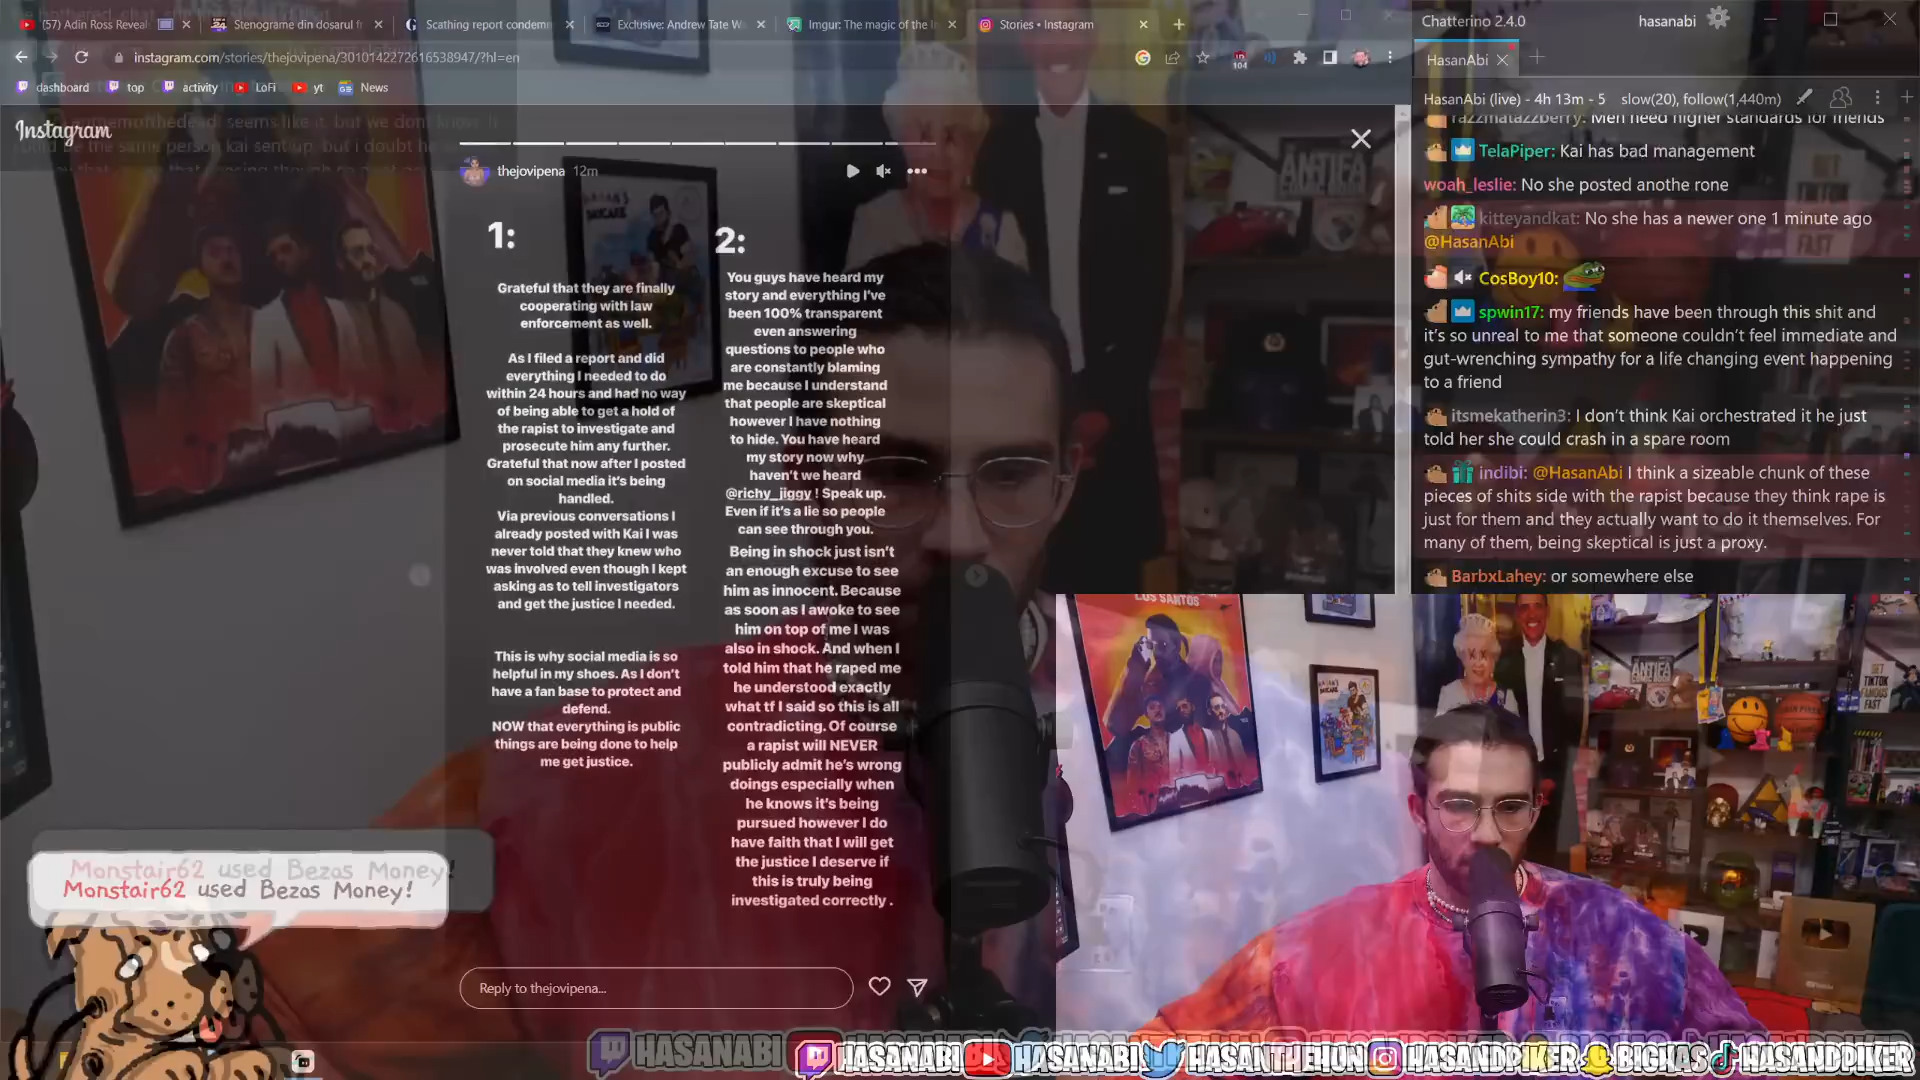 (57) Adin Ross Reveal
Stenograme din dosarul fr
Scathing report condemn
Exclusive: Andrew Tate W
Imgur: The magic of the In
Stories • Instagram
instagram.com/stories/thejovipena/3010142272616538947/?hl=en
104
dashboard
top
activity
LoFi
yt
News
Instagram
thejovipena 12m
1:
Grateful that they are finally
cooperating with law
enforcement as well.
As I filed a report and did
everything I needed to do
within 24 hours and had no way
of being able to get a hold of
the rapist to investigate and
prosecute him any further.
Grateful that now after I posted
on social media it's being
handled.
Via previous conversations I
already posted with Kai I was
never told that they knew who
was involved even though I kept
asking as to tell investigators
and get the justice I needed.
This is why social media is so
helpful in my shoes. As I don't
have a fan base to protect and
defend.
NOW that everything is public
things are being done to help
me get justice.
2:
You guys have heard my
story and everything I've
been 100% transparent
even answering
questions to people who
are constantly blaming
me because I understand
that people are skeptical
however I have nothing
to hide. You have heard
my story now why
haven't we heard
@richy_jiggy ! Speak up.
Even if it's a lie so people
can see through you.
Being in shock just isn't
an enough excuse to see
him as innocent. Because
as soon as I awoke to see
him on top of me I was
also in shock. And when I
told him that he raped me
he understood exactly
what tf I said so this is all
contradicting. Of course
a rapist will NEVER
publicly admit he's wrong
doings especially when
he knows it's being
pursued however I do
have faith that I will get
the justice I deserve if
this is truly being
investigated correctly .
Reply to thejovipena...
Chatterino 2.4.0
hasanabi
HasanAbi
HasanAbi (live) - 4h 13m - 5 slow(20), follow(1,440m)
razzmatazzberry: Men need higher standards for friends
TelaPiper: Kai has bad management
woah_leslie: No she posted anothe rone
kitteyandkat: No she has a newer one 1 minute ago
@HasanAbi
CosBoy10:
spwin17: my friends have been through this shit and
it's so unreal to me that someone couldn't feel immediate and
gut-wrenching sympathy for a life changing event happening
to a friend
itsmekatherin3: I don't think Kai orchestrated it he just
told her she could crash in a spare room
indibi: @HasanAbi I think a sizeable chunk of these
pieces of shits side with the rapist because they think rape is
just for them and they actually want to do it themselves. For
many of them, being skeptical is just a proxy.
BarbxLahey: or somewhere else
Monstair62 used Bezos Money!
Monstair62 used Bezos Money!
LOS SANTOS
ANTIFA
ANTIFA
GET
TIKTOK
FAMOUS
FAST
HASANABI
HASANABI
HASANABI
HASANTHEHUN
HASANDPIKER
BIGHAS
HASANDPIKER